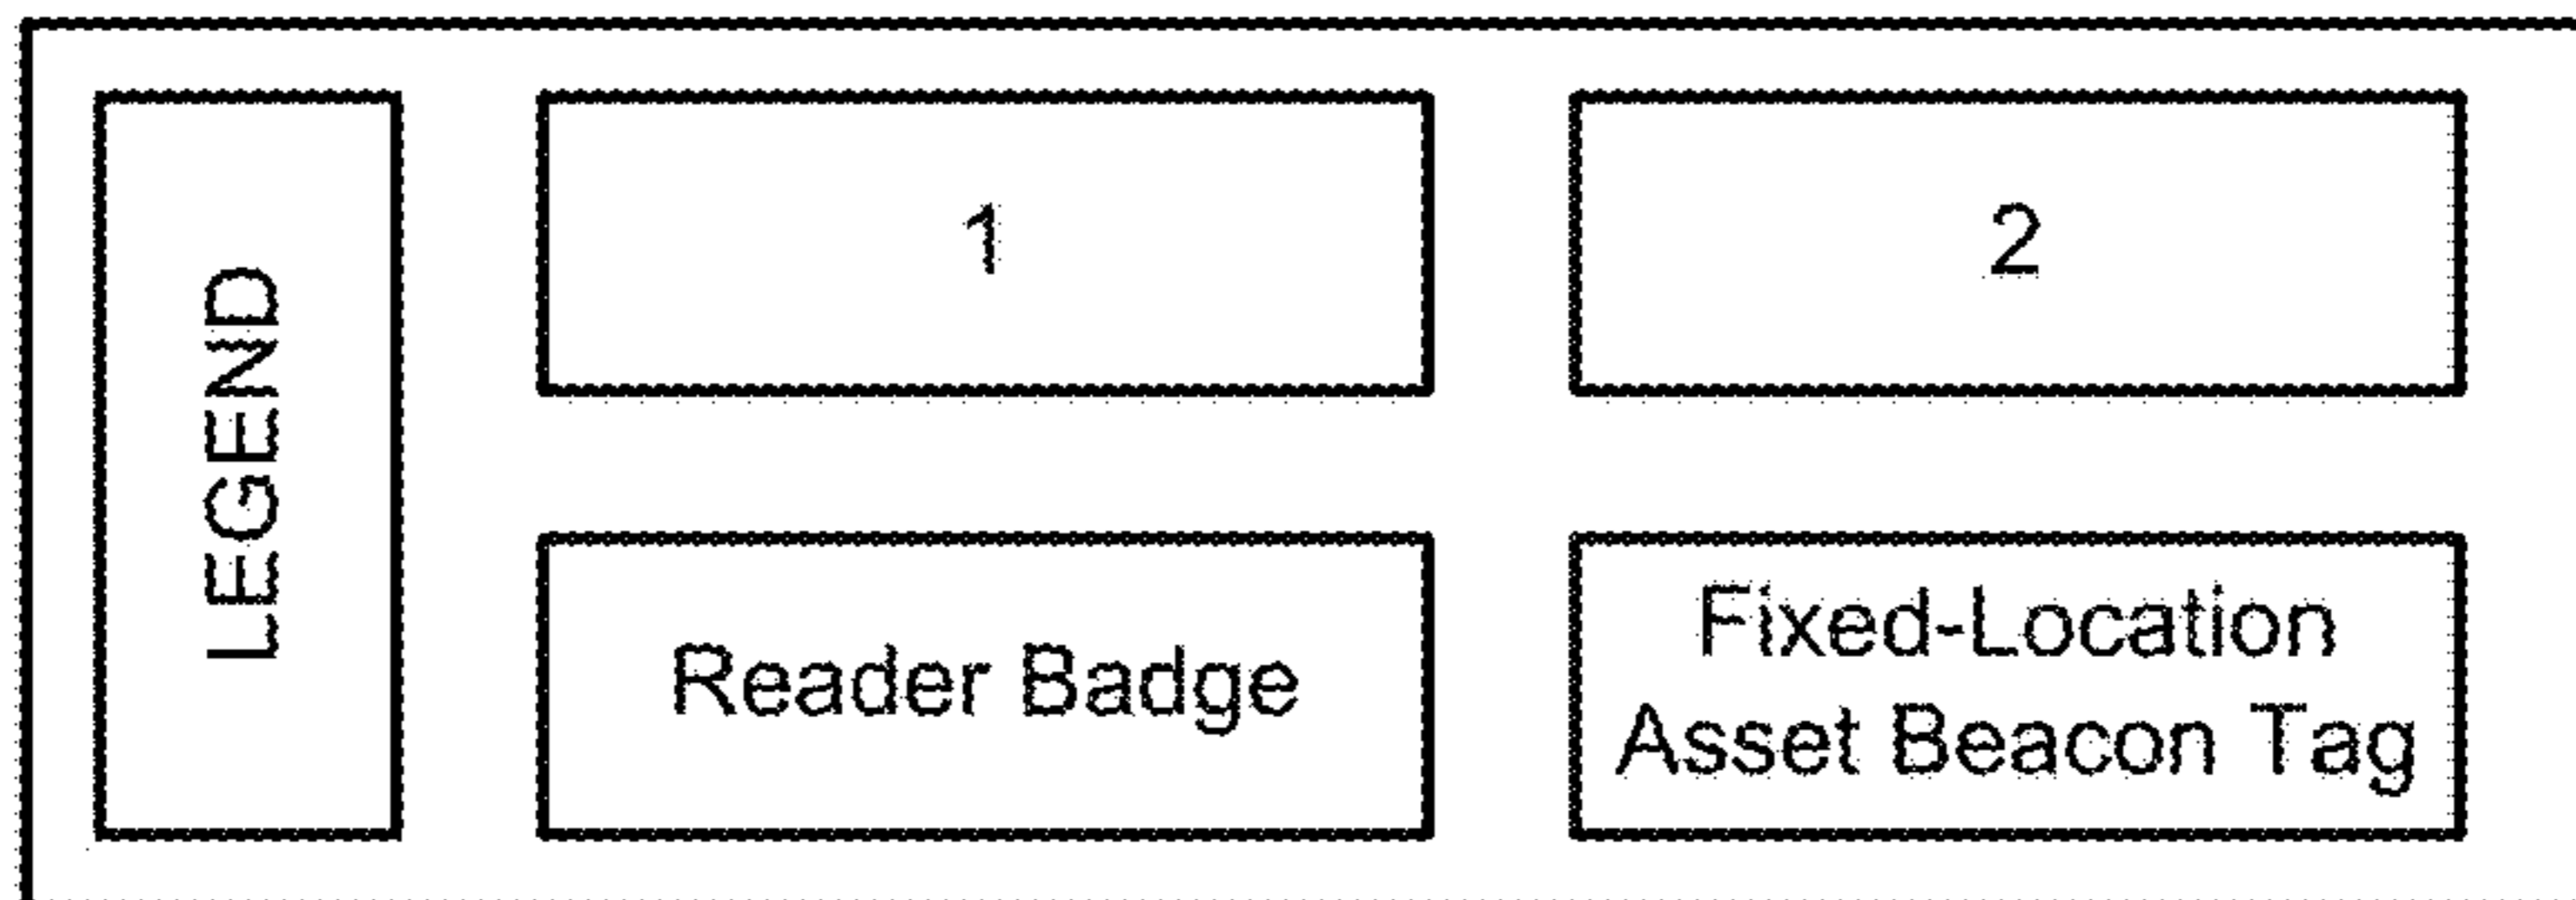 LEGEND
1
2
Reader Badge
Fixed-Location
Asset Beacon Tag